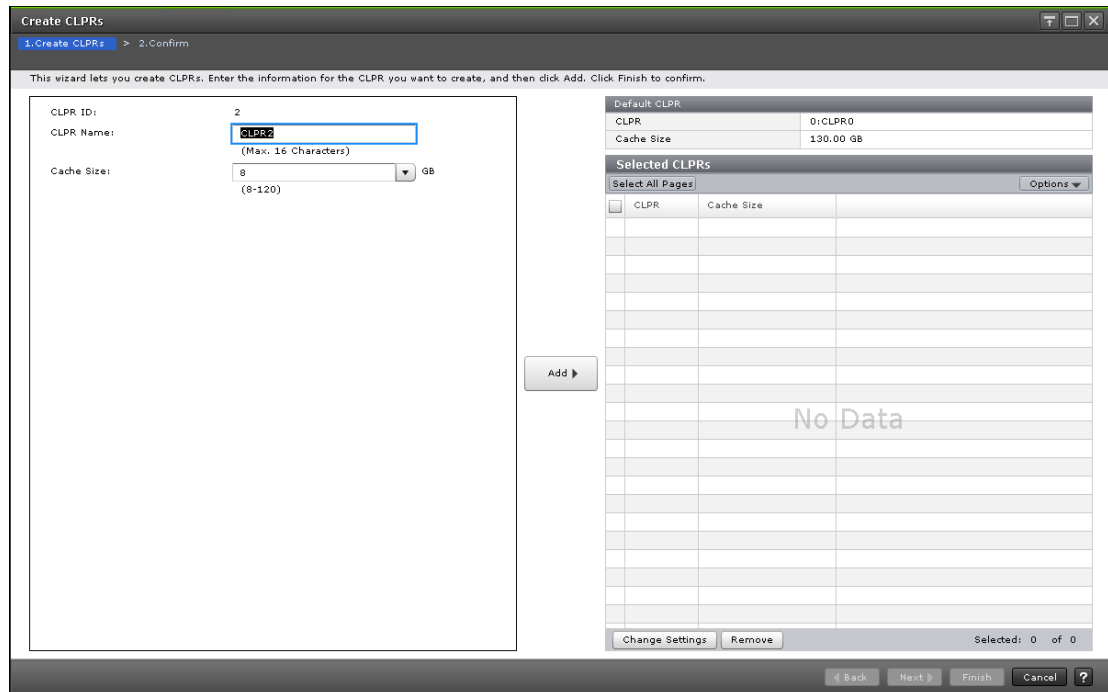 Create CLPRs
1.Create CLPRs > 2.Confirm
This wizard lets you create CLPRs. Enter the information for the CLPR you want to create, and then click Add. Click Finish to confirm.
CLPR ID: 2
CLPR Name: CLPR2
(Max. 16 Characters)
Cache Size: 8 GB
(8-120)
Add
Default CLPR
CLPR 0:CLPR0
Cache Size 130.00 GB
Selected CLPRs
Select All Pages Options
CLPR Cache Size
No Data
Change Settings Remove Selected: 0 of 0
Back Next Finish Cancel ?